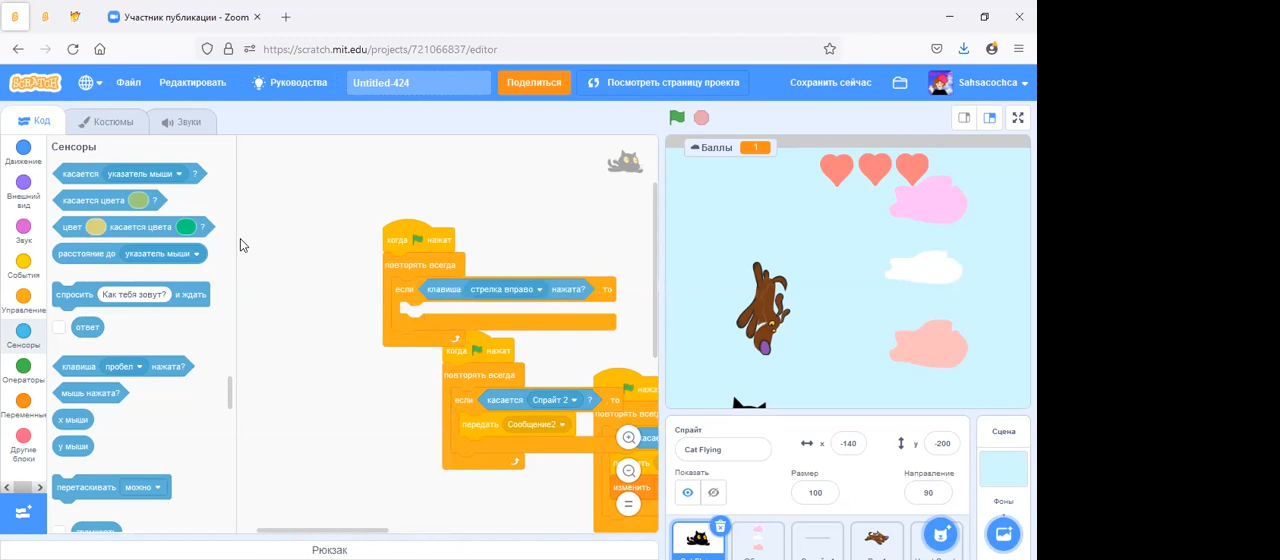 Участник публикации - Zoom
https://scratch.mit.edu/projects/721066837/editor
SCRATCH
Файл
Редактировать
Руководства
Untitled-424
Поделиться
Посмотреть страницу проекта
Сохранить сейчас
Sahsacochca
Код
Костюмы
Звуки
Движение
Внешний вид
Звук
События
Управление
Сенсоры
Операторы
Переменные
Другие блоки
Сенсоры
касается указатель мыши ?
касается цвета ?
цвет касается цвета ?
расстояние до указатель мыши
спросить Как тебя зовут? и ждать
ответ
клавиша пробел нажата?
мышь нажата?
x мыши
y мыши
перетаскивать можно
когда нажат
повторять всегда
если клавиша стрелка вправо нажата? , то
когда нажат
повторять всегда
если касается Спрайт 2 ? , то
передать Сообщение2
нажат
повторять всегда
изменить
Рюкзак
Баллы 1
Спрайт
Cat Flying
x -140
y -200
Показать
Размер
100
Направление
90
Сцена
Фоны